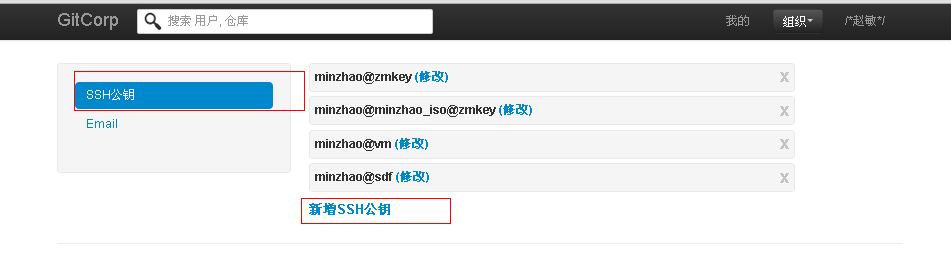 GitCorp 搜索 用户, 仓库 我的 组织 /*赵敏*/
SSH公钥
Email
minzhao@zmkey (修改) X
minzhao@minzhao_iso@zmkey (修改) X
minzhao@vm (修改) X
minzhao@sdf (修改) X
新增SSH公钥